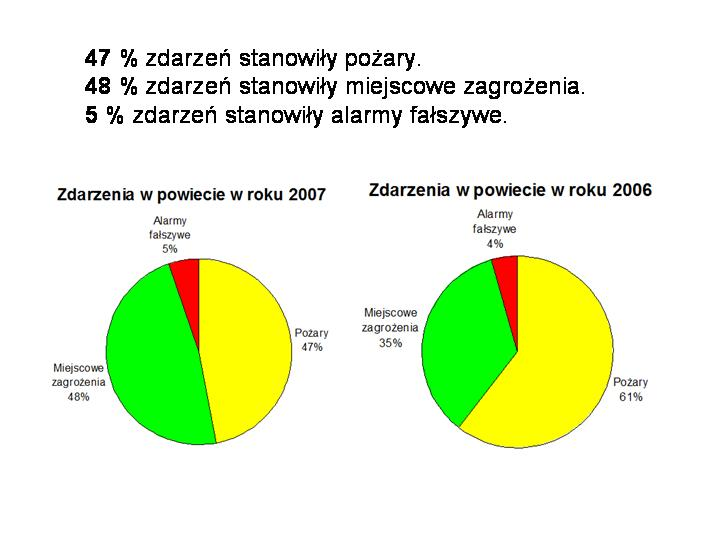 47 % zdarzeń stanowiły pożary.
48 % zdarzeń stanowiły miejscowe zagrożenia.
5 % zdarzeń stanowiły alarmy fałszywe.
Zdarzenia w powiecie w roku 2007
Alarmy
fałszywe
5%
Pożary
47%
Miejscowe
zagrożenia
48%
Zdarzenia w powiecie w roku 2006
Alarmy
fałszywe
4%
Miejscowe
zagrożenia
35%
Pożary
61%